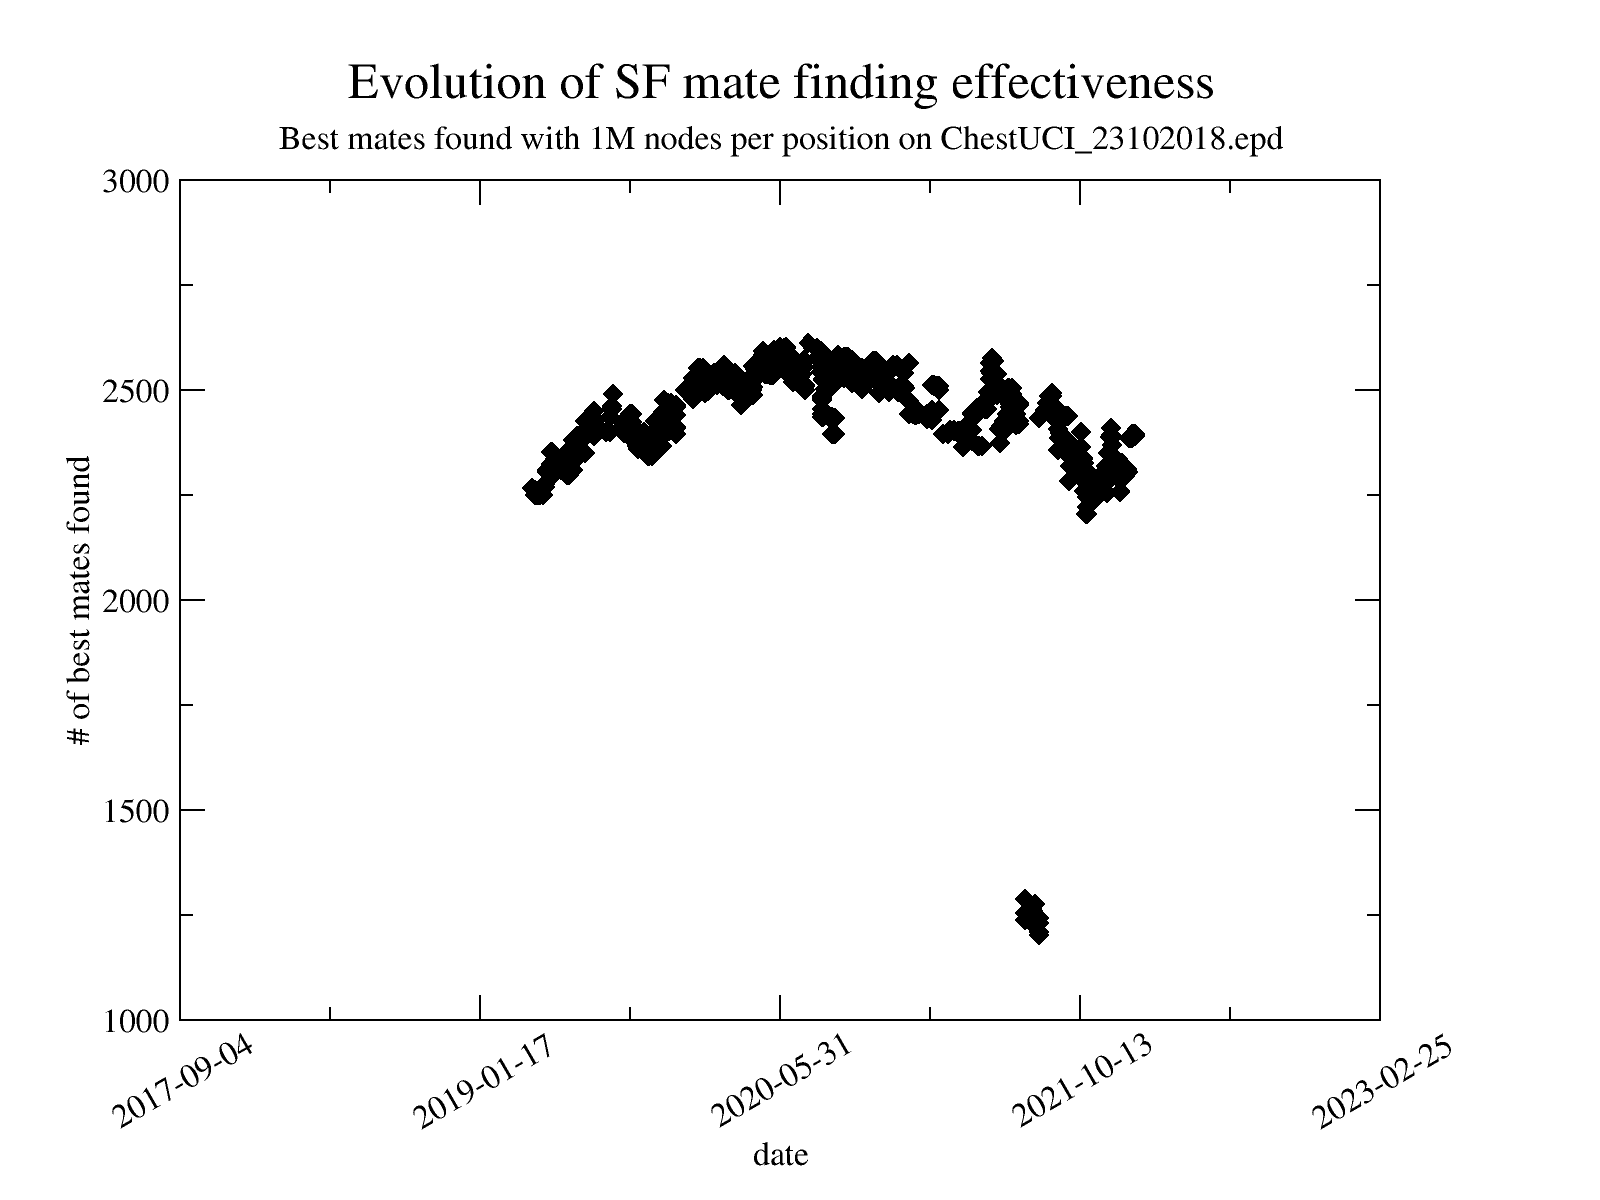 Evolution of SF mate finding effectiveness
Best mates found with 1M nodes per position on ChestUCI_23102018.epd
# of best mates found
3000
2500
2000
1500
1000
2017-09-04
2019-01-17
2020-05-31
2021-10-13
2023-02-25
date